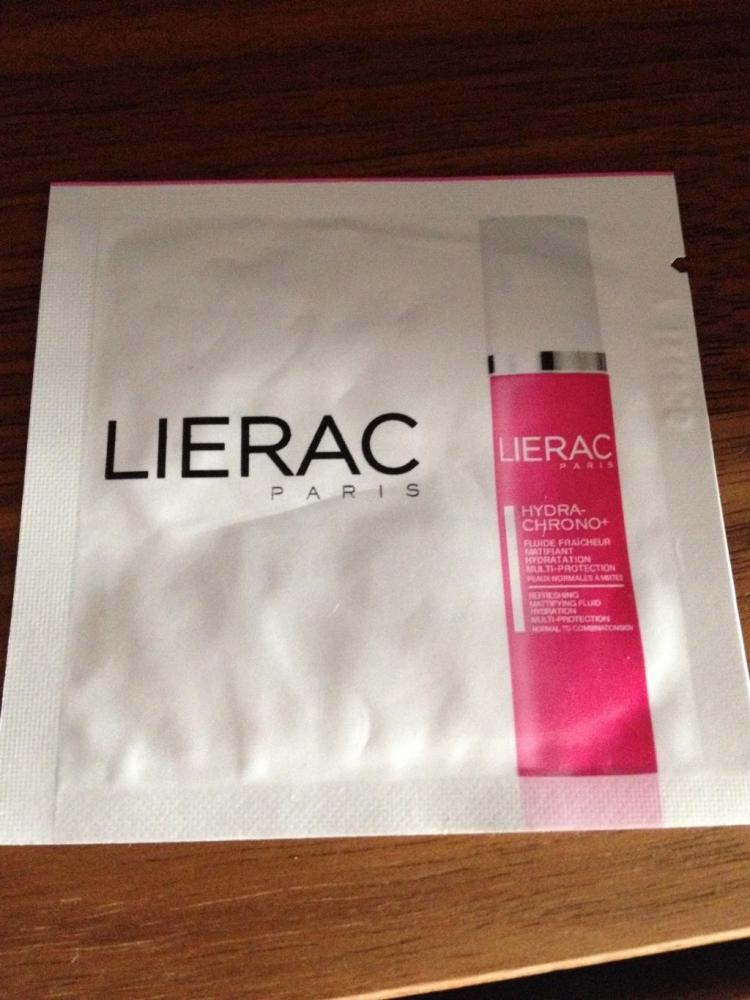 LIERAC
PARIS
LIERAC
PARIS
HYDRA-
CHRONO+
FLUIDE FRAÎCHEUR
MATIFIANT
HYDRATATION
MULTI-PROTECTION
PEAUX NORMALES À MIXTES
REFRESHING
MATTIFYING FLUID
HYDRATION
MULTI-PROTECTION
NORMAL TO COMBINATION SKIN